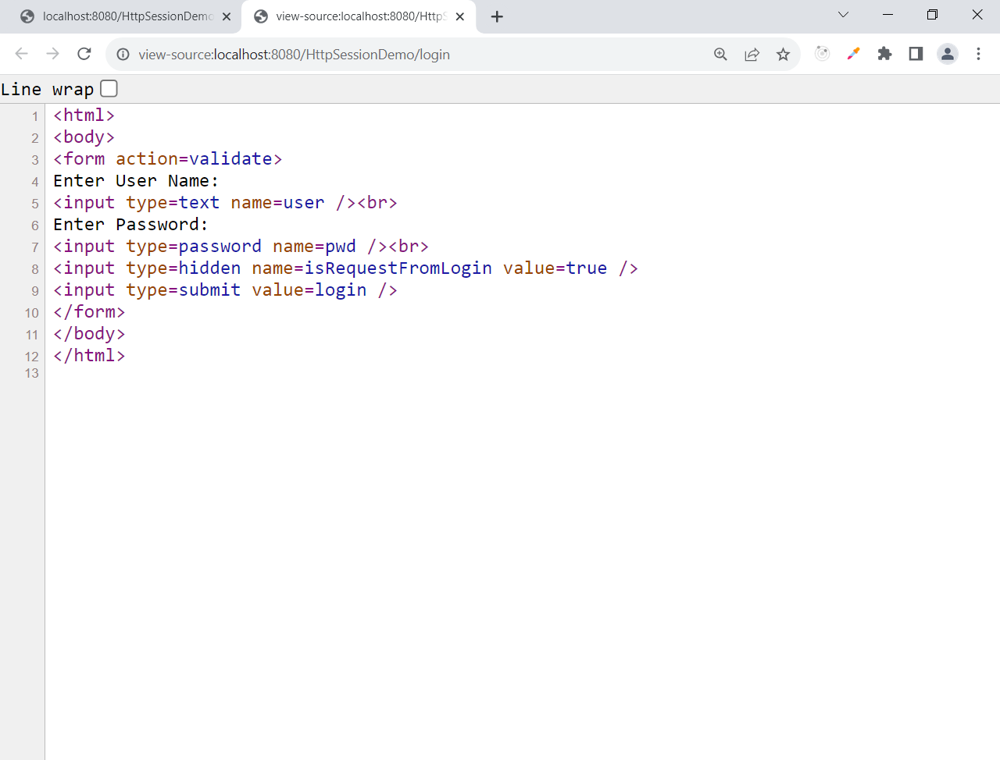 localhost:8080/HttpSessionDemo
view-source:localhost:8080/HttpS
view-source:localhost:8080/HttpSessionDemo/login
Line wrap
1 <html>
2 <body>
3 <form action=validate>
4 Enter User Name:
5 <input type=text name=user /><br>
6 Enter Password:
7 <input type=password name=pwd /><br>
8 <input type=hidden name=isRequestFromLogin value=true />
9 <input type=submit value=login />
10 </form>
11 </body>
12 </html>
13